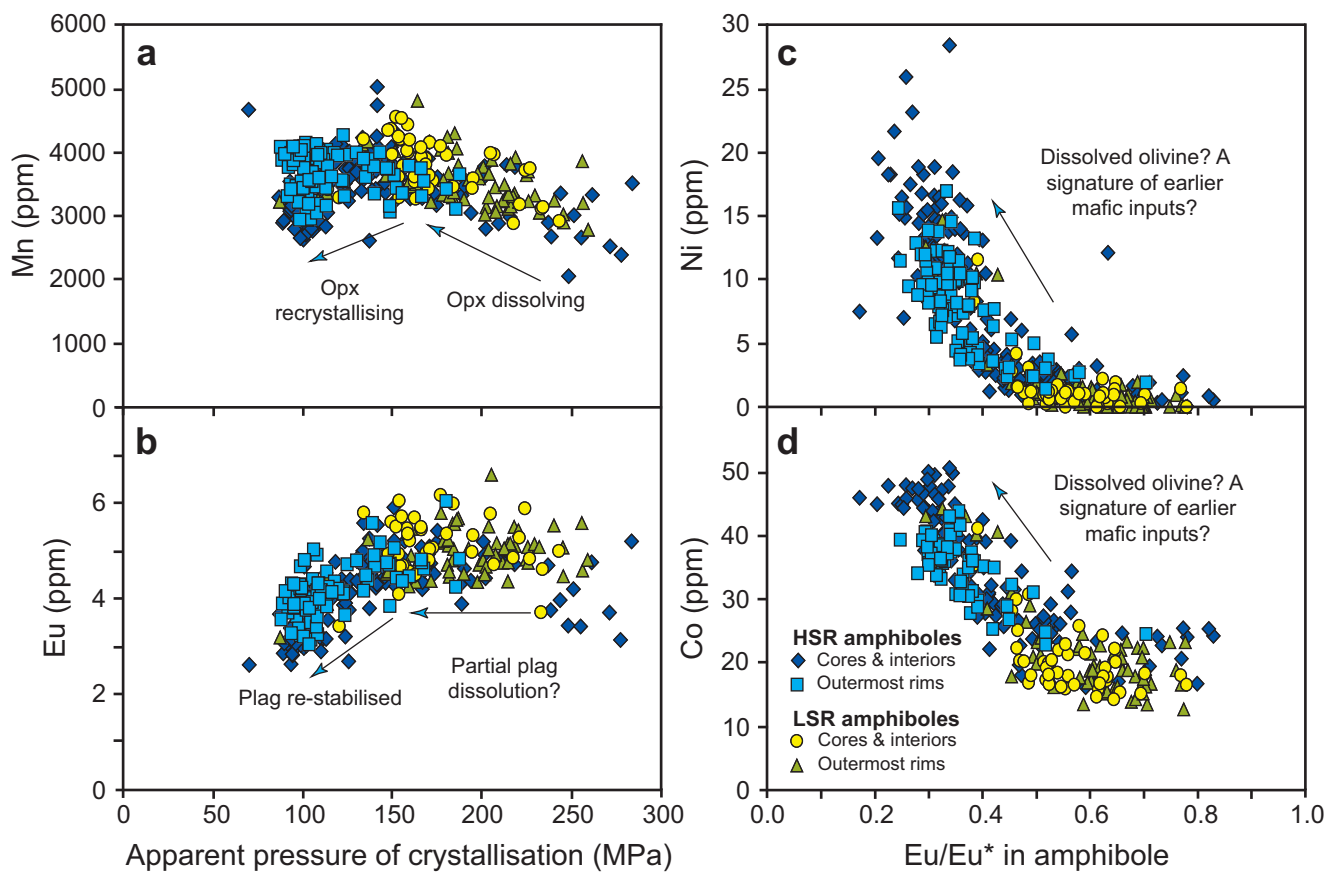 a
6000
5000
4000
3000
2000
1000
0
Mn (ppm)
Opx
recrystallising
Opx dissolving
b
6
4
2
0
Eu (ppm)
Plag re-stabilised
Partial plag
dissolution?
0
50
100
150
200
250
300
Apparent pressure of crystallisation (MPa)
c
30
25
20
15
10
5
0
Ni (ppm)
Dissolved olivine? A
signature of earlier
mafic inputs?
d
50
40
30
20
10
0
Co (ppm)
Dissolved olivine? A
signature of earlier
mafic inputs?
HSR amphiboles
Cores & interiors
Outermost rims
LSR amphiboles
Cores & interiors
Outermost rims
0.0
0.2
0.4
0.6
0.8
1.0
Eu/Eu* in amphibole